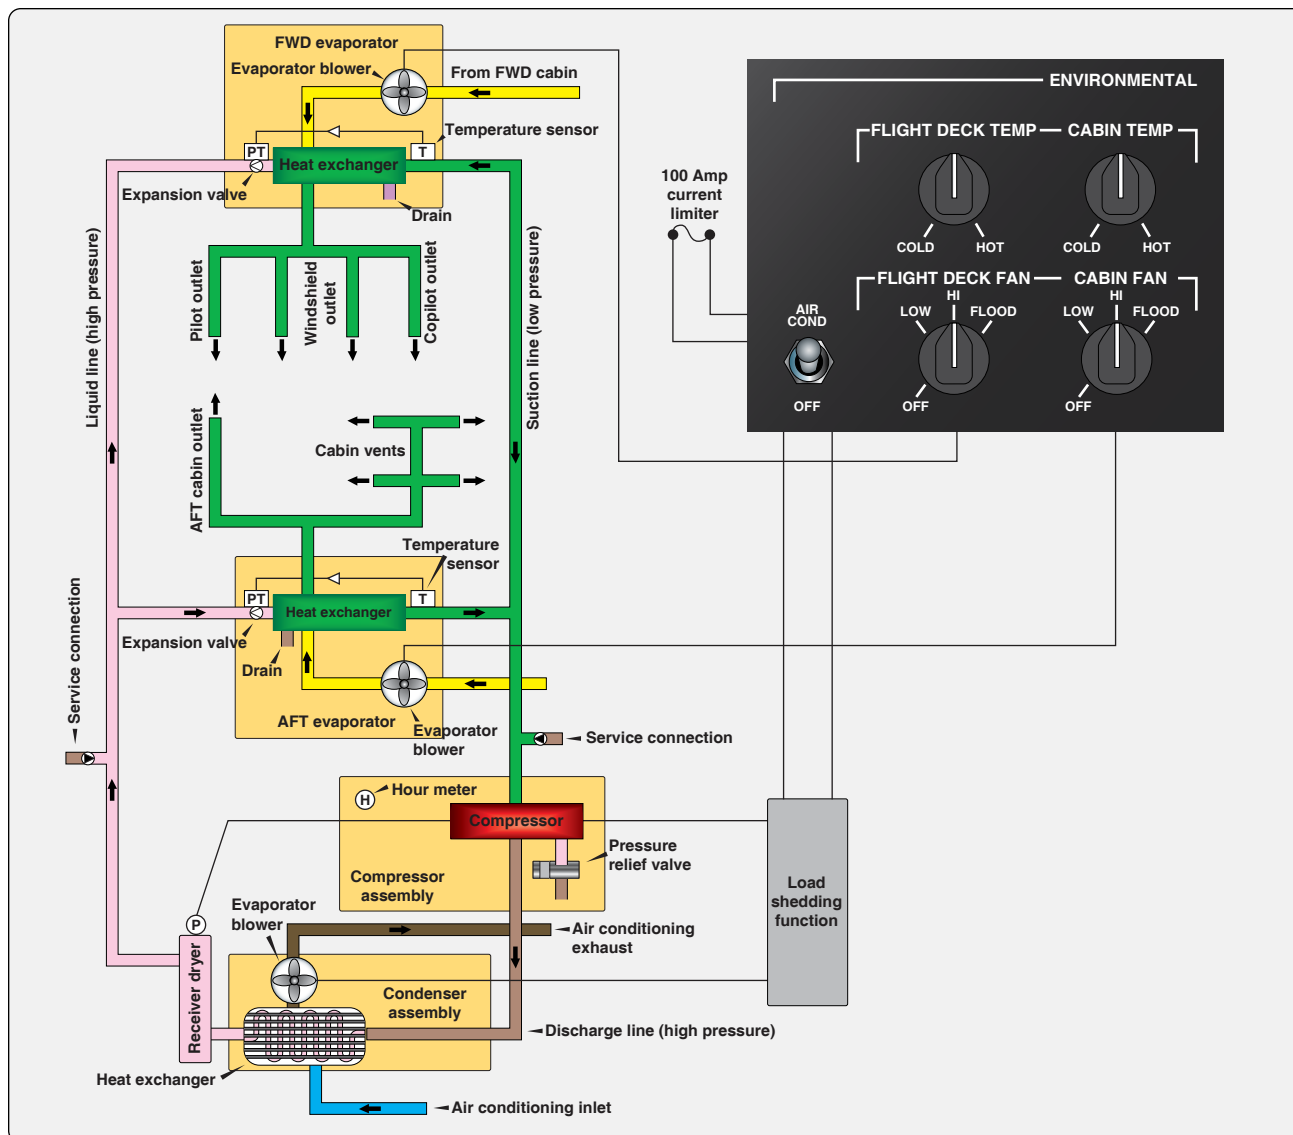 FWD evaporator
Evaporator blower
From FWD cabin
PT
T
Temperature sensor
Heat exchanger
Expansion valve
Drain
Liquid line (high pressure)
Suction line (low pressure)
Pilot outlet
Windshield
outlet
Copilot outlet
AFT cabin outlet
Cabin vents
Temperature
sensor
PT
T
Heat exchanger
Expansion valve
Drain
AFT evaporator
Evaporator
blower
Service connection
Service connection
H
Hour meter
Compressor
Pressure
relief valve
Compressor
assembly
Evaporator
blower
P
Air conditioning
exhaust
Receiver dryer
Condenser
assembly
Discharge line (high pressure)
Heat exchanger
Air conditioning inlet
Load
shedding
function
100 Amp
current
limiter
ENVIRONMENTAL
FLIGHT DECK TEMP
CABIN TEMP
COLD
HOT
COLD
HOT
FLIGHT DECK FAN
CABIN FAN
HI
LOW
FLOOD
OFF
HI
LOW
FLOOD
OFF
AIR
COND
OFF